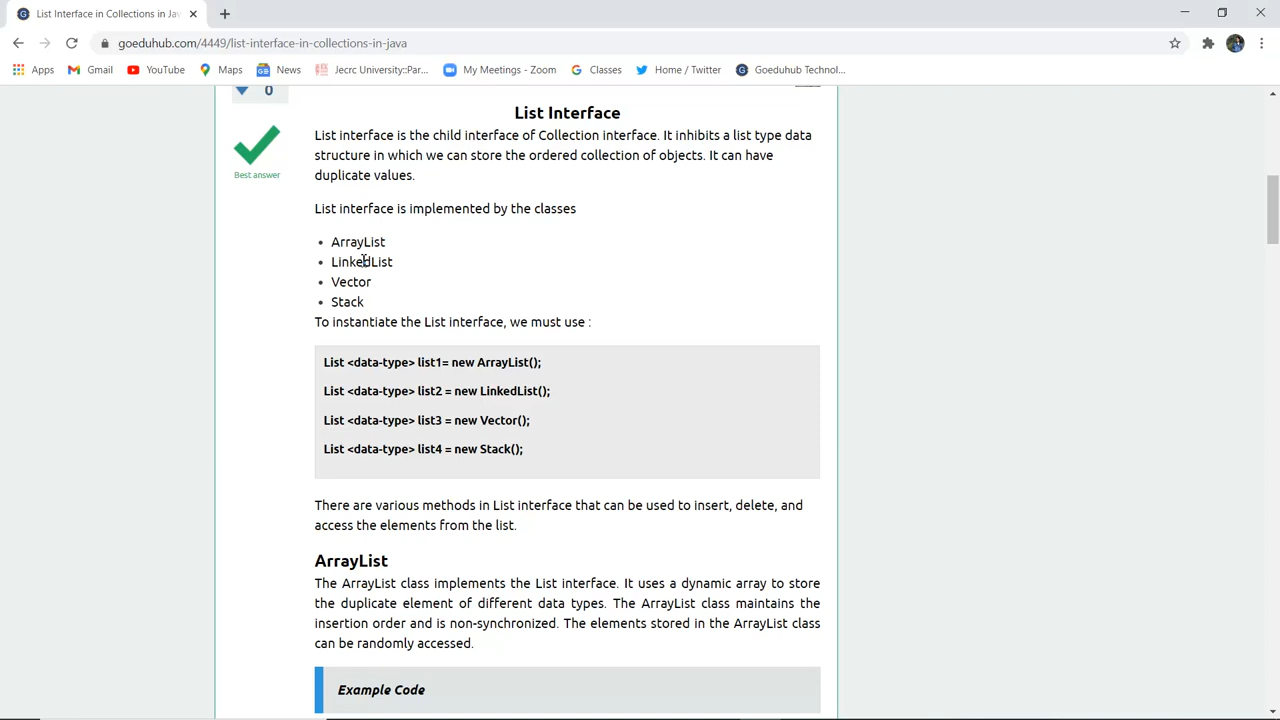 List Interface in Collections in Jav
goeduhub.com/4449/list-interface-in-collections-in-java
Apps Gmail YouTube Maps News Jecrc University::Par... My Meetings - Zoom Classes Home / Twitter Goeduhub Technol...
0
List Interface
Best answer
List interface is the child interface of Collection interface. It inhibits a list type data
structure in which we can store the ordered collection of objects. It can have
duplicate values.
List interface is implemented by the classes
• ArrayList
• LinkedList
• Vector
• Stack
To instantiate the List interface, we must use :
List <data-type> list1= new ArrayList();
List <data-type> list2 = new LinkedList();
List <data-type> list3 = new Vector();
List <data-type> list4 = new Stack();
There are various methods in List interface that can be used to insert, delete, and
access the elements from the list.
ArrayList
The ArrayList class implements the List interface. It uses a dynamic array to store
the duplicate element of different data types. The ArrayList class maintains the
insertion order and is non-synchronized. The elements stored in the ArrayList class
can be randomly accessed.
Example Code